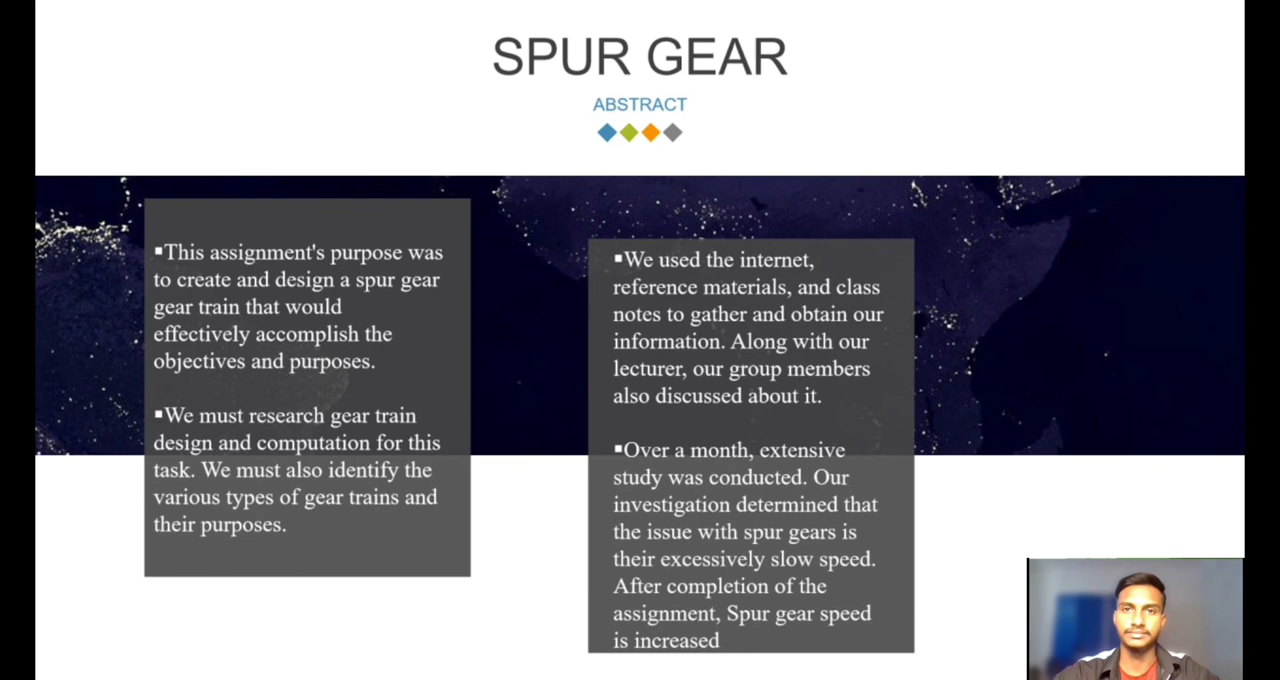 SPUR GEAR
ABSTRACT
▪This assignment's purpose was
to create and design a spur gear
gear train that would
effectively accomplish the
objectives and purposes.
▪We must research gear train
design and computation for this
task. We must also identify the
various types of gear trains and
their purposes.
▪We used the internet,
reference materials, and class
notes to gather and obtain our
information. Along with our
lecturer, our group members
also discussed about it.
▪Over a month, extensive
study was conducted. Our
investigation determined that
the issue with spur gears is
their excessively slow speed.
After completion of the
assignment, Spur gear speed
is increased